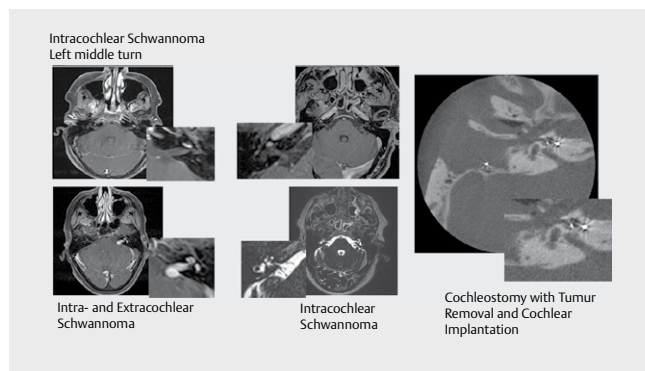 Intracochlear Schwannoma
Left middle turn
Intra- and Extracochlear
Schwannoma
Intracochlear
Schwannoma
Cochleostomy with Tumur
Removal and Cochlear
Implantation